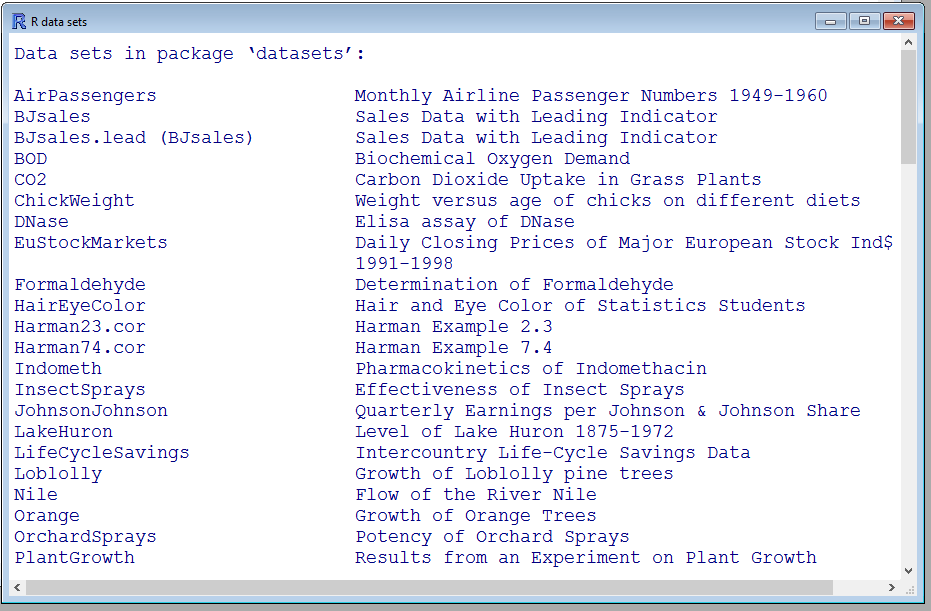 R data sets
Data sets in package ‘datasets’:
AirPassengers Monthly Airline Passenger Numbers 1949-1960
BJsales Sales Data with Leading Indicator
BJsales.lead (BJsales) Sales Data with Leading Indicator
BOD Biochemical Oxygen Demand
CO2 Carbon Dioxide Uptake in Grass Plants
ChickWeight Weight versus age of chicks on different diets
DNase Elisa assay of DNase
EuStockMarkets Daily Closing Prices of Major European Stock Ind$
1991-1998
Formaldehyde Determination of Formaldehyde
HairEyeColor Hair and Eye Color of Statistics Students
Harman23.cor Harman Example 2.3
Harman74.cor Harman Example 7.4
Indometh Pharmacokinetics of Indomethacin
InsectSprays Effectiveness of Insect Sprays
JohnsonJohnson Quarterly Earnings per Johnson & Johnson Share
LakeHuron Level of Lake Huron 1875-1972
LifeCycleSavings Intercountry Life-Cycle Savings Data
Loblolly Growth of Loblolly pine trees
Nile Flow of the River Nile
Orange Growth of Orange Trees
OrchardSprays Potency of Orchard Sprays
PlantGrowth Results from an Experiment on Plant Growth